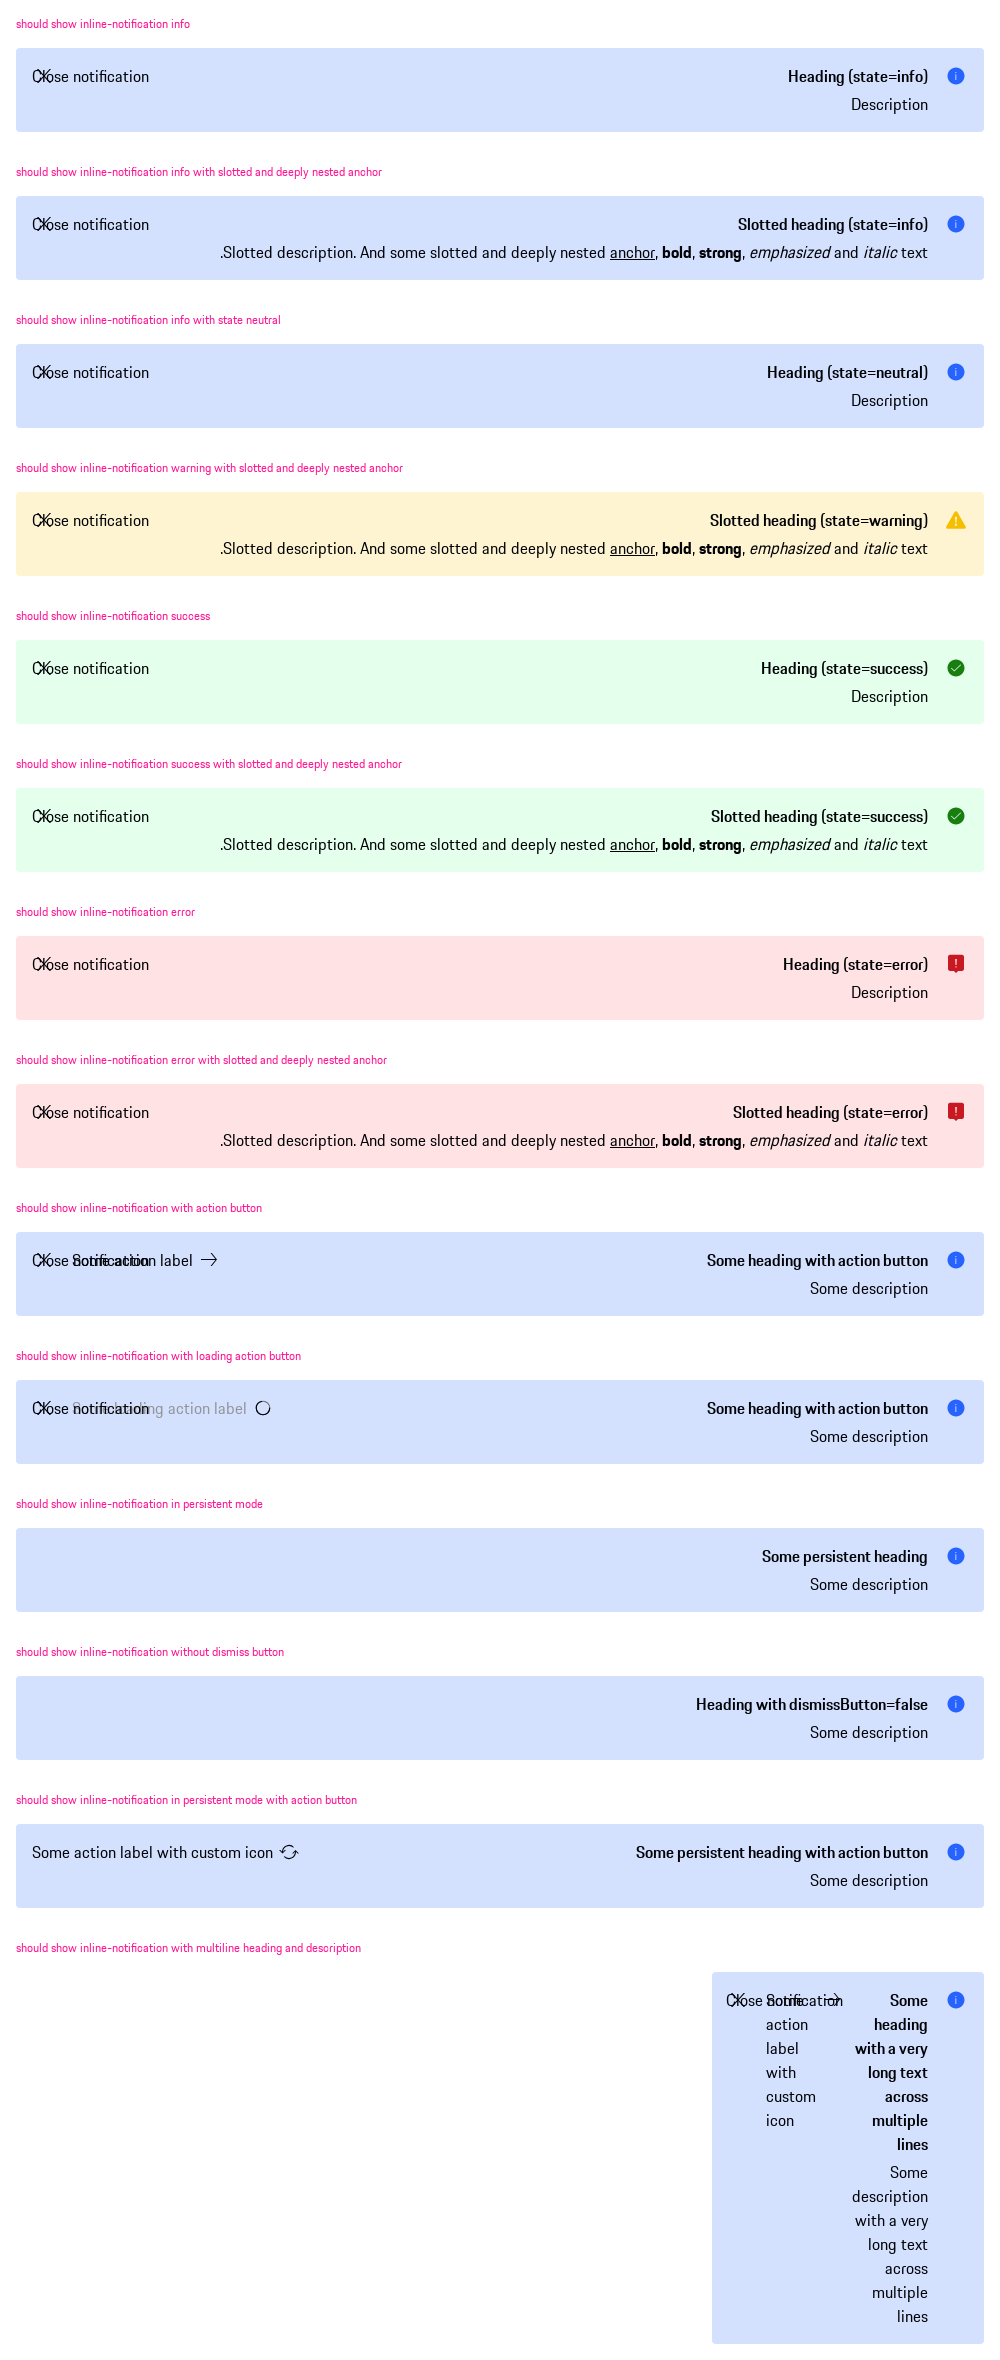 should show inline-notification info
Close notification
Heading (state=info)
Description
should show inline-notification info with slotted and deeply nested anchor
Close notification
Slotted heading (state=info)
.Slotted description. And some slotted and deeply nested anchor, bold, strong, emphasized and italic text
should show inline-notification info with state neutral
Close notification
Heading (state=neutral)
Description
should show inline-notification warning with slotted and deeply nested anchor
Close notification
Slotted heading (state=warning)
.Slotted description. And some slotted and deeply nested anchor, bold, strong, emphasized and italic text
should show inline-notification success
Close notification
Heading (state=success)
Description
should show inline-notification success with slotted and deeply nested anchor
Close notification
Slotted heading (state=success)
.Slotted description. And some slotted and deeply nested anchor, bold, strong, emphasized and italic text
should show inline-notification error
Close notification
Heading (state=error)
Description
should show inline-notification error with slotted and deeply nested anchor
Close notification
Slotted heading (state=error)
.Slotted description. And some slotted and deeply nested anchor, bold, strong, emphasized and italic text
should show inline-notification with action button
Close notification
Some action label
Some heading with action button
Some description
should show inline-notification with loading action button
Close notification
Some loading action label
Some heading with action button
Some description
should show inline-notification in persistent mode
Some persistent heading
Some description
should show inline-notification without dismiss button
Heading with dismissButton=false
Some description
should show inline-notification in persistent mode with action button
Some action label with custom icon
Some persistent heading with action button
Some description
should show inline-notification with multiline heading and description
Close notification
Some
action
label
with
custom
icon
Some
heading
with a very
long text
across
multiple
lines
Some
description
with a very
long text
across
multiple
lines